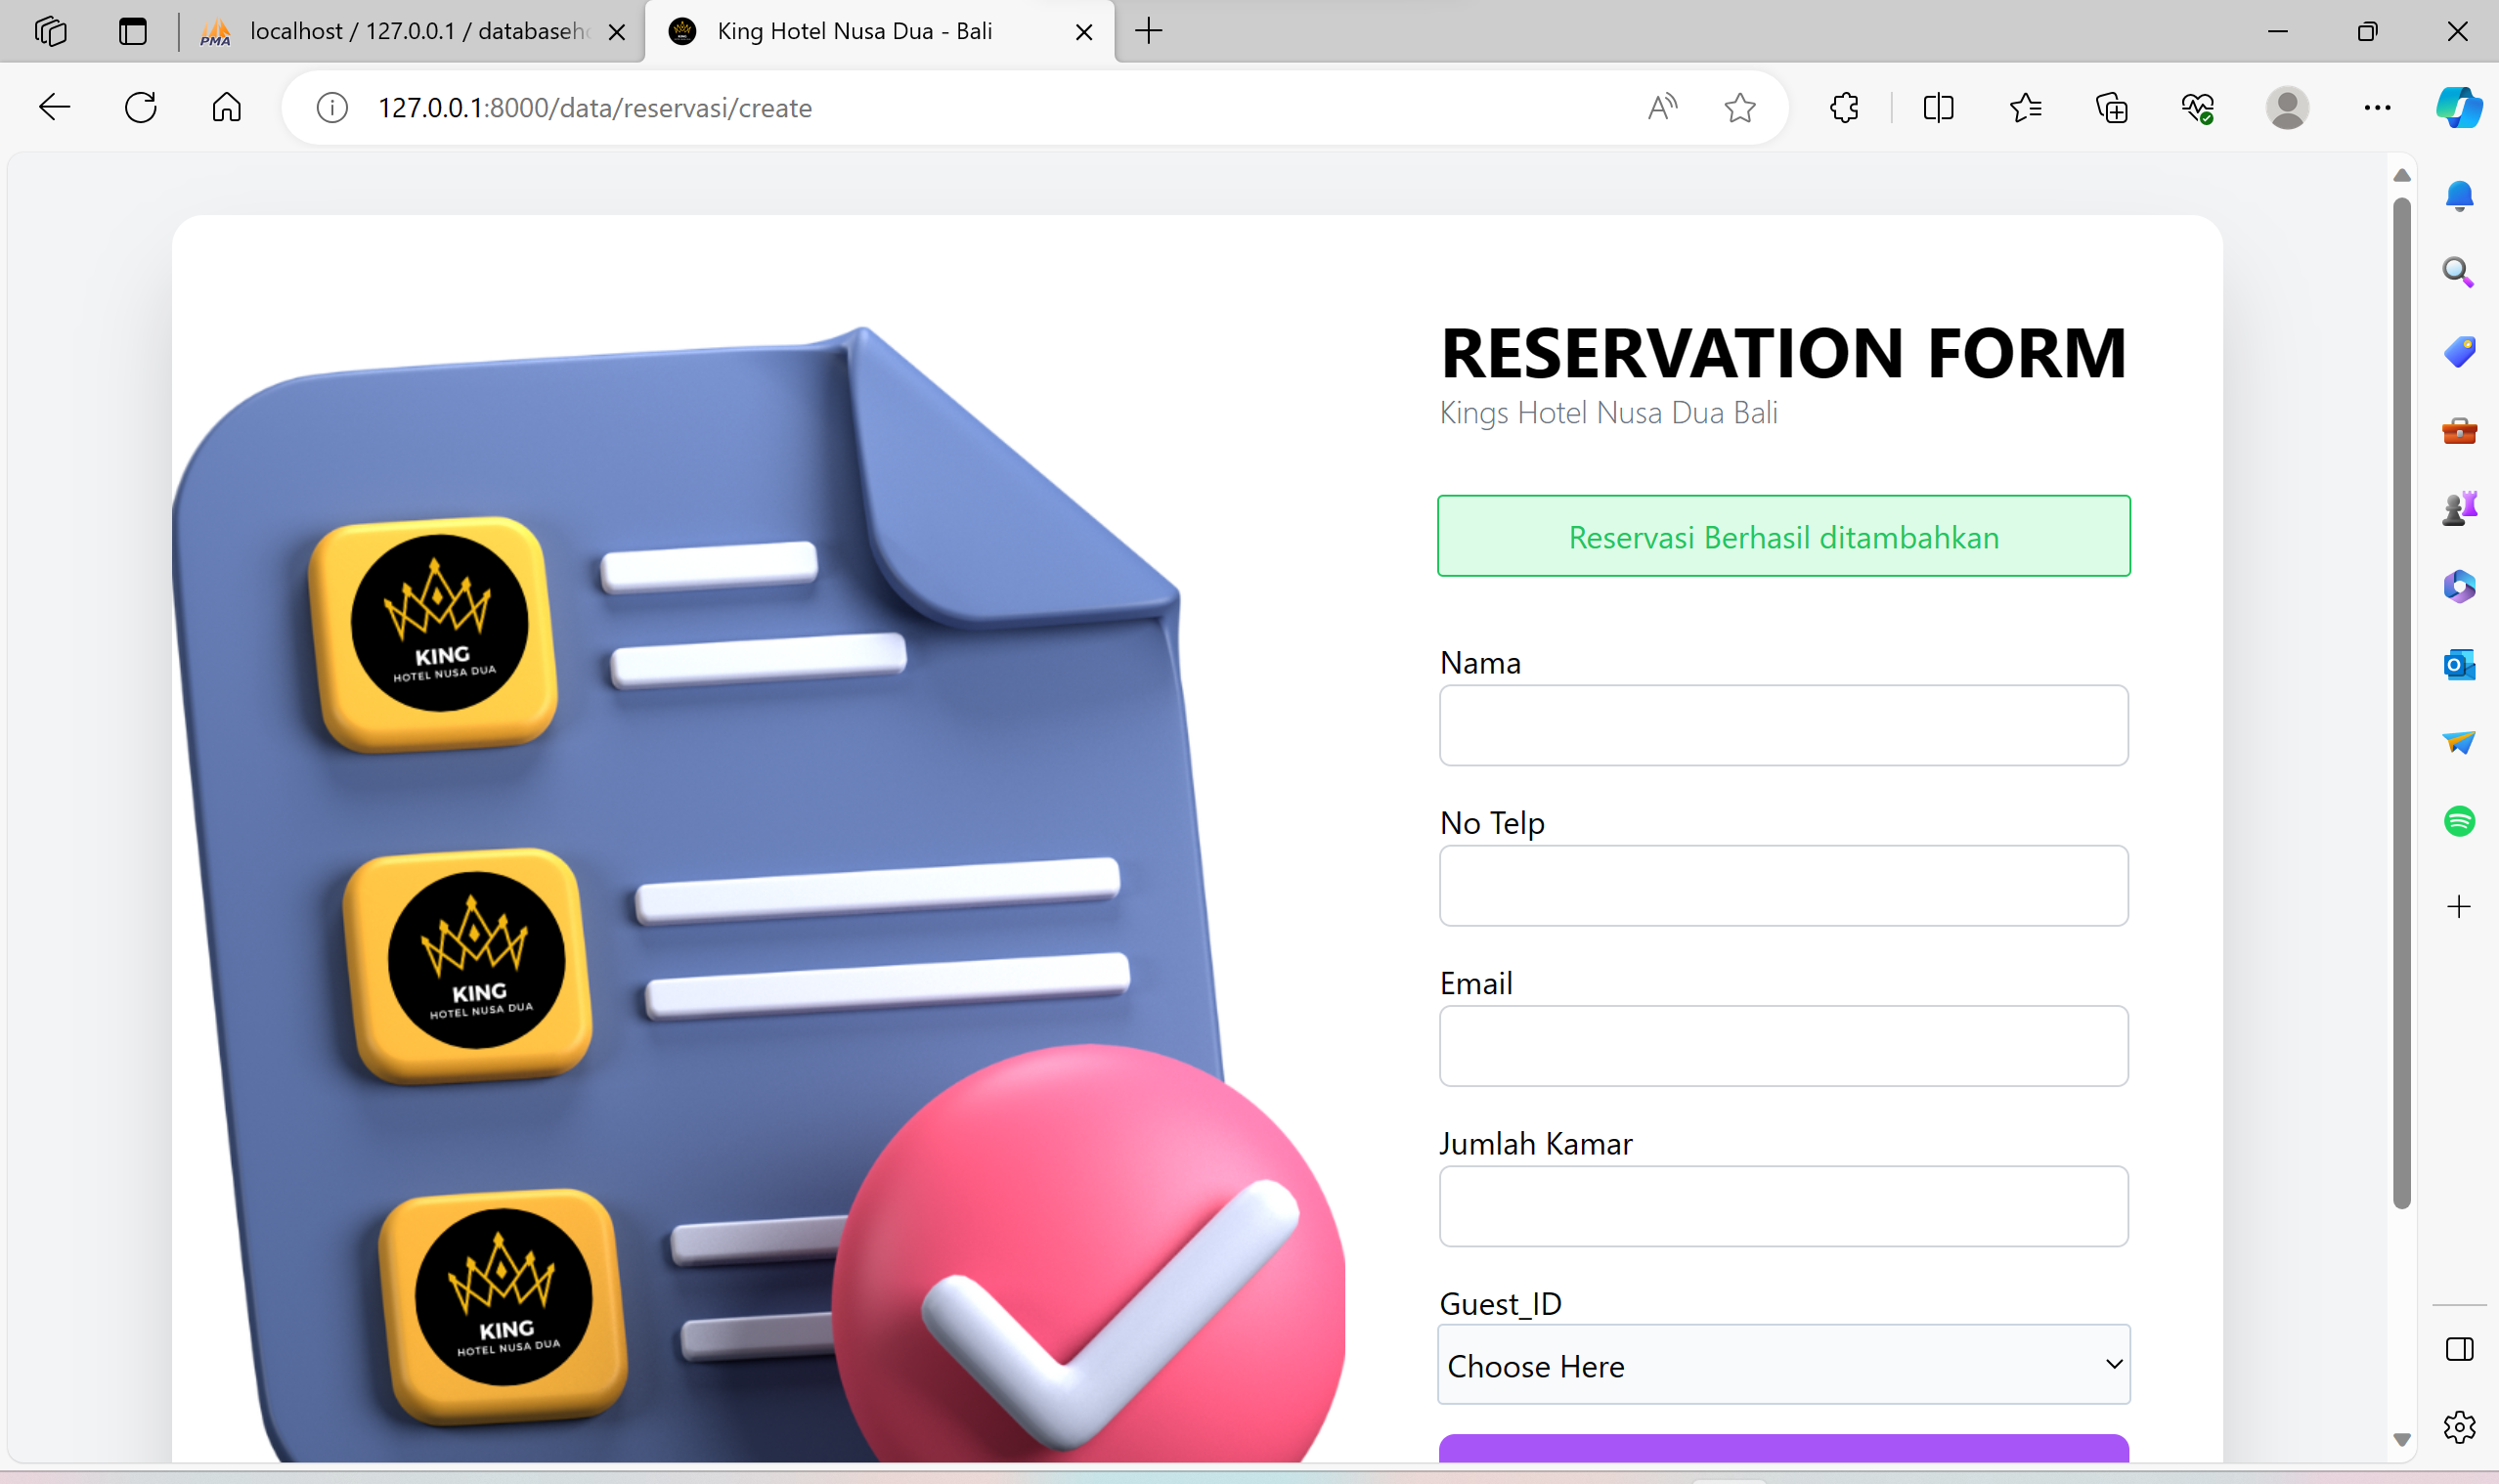 PMA
localhost / 127.0.0.1 / databaseh
King Hotel Nusa Dua - Bali
127.0.0.1:8000/data/reservasi/create
RESERVATION FORM
Kings Hotel Nusa Dua Bali
Reservasi Berhasil ditambahkan
Nama
No Telp
Email
Jumlah Kamar
Guest_ID
Choose Here
KING
HOTEL NUSA DUA
KING
HOTEL NUSA DUA
KING
HOTEL NUSA DUA